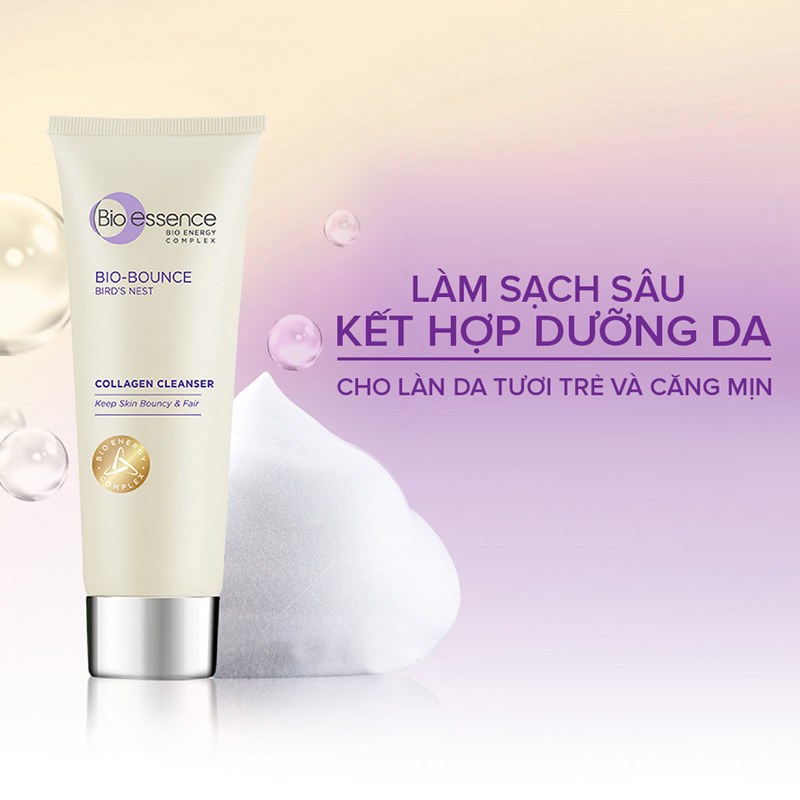 Bio essence
BIO ENERGY
COMPLEX
BIO-BOUNCE
BIRD'S NEST
COLLAGEN CLEANSER
Keep Skin Bouncy & Fair
BIO ENERGY COMPLEX
LÀM SẠCH SÂU
KẾT HỢP DƯỠNG DA
CHO LÀN DA TƯƠI TRẺ VÀ CĂNG MỊN